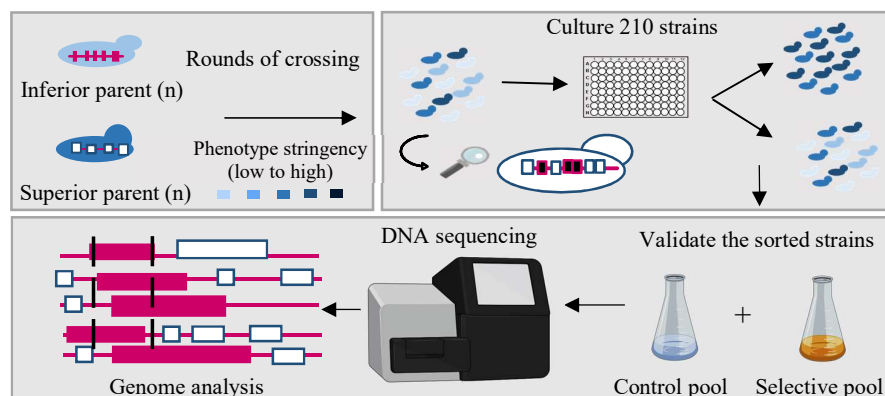 Rounds of crossing
Inferior parent (n)
Phenotype stringency
(low to high)
Superior parent (n)
Culture 210 strains
DNA sequencing
Validate the sorted strains
+
Genome analysis
Control pool
Selective pool